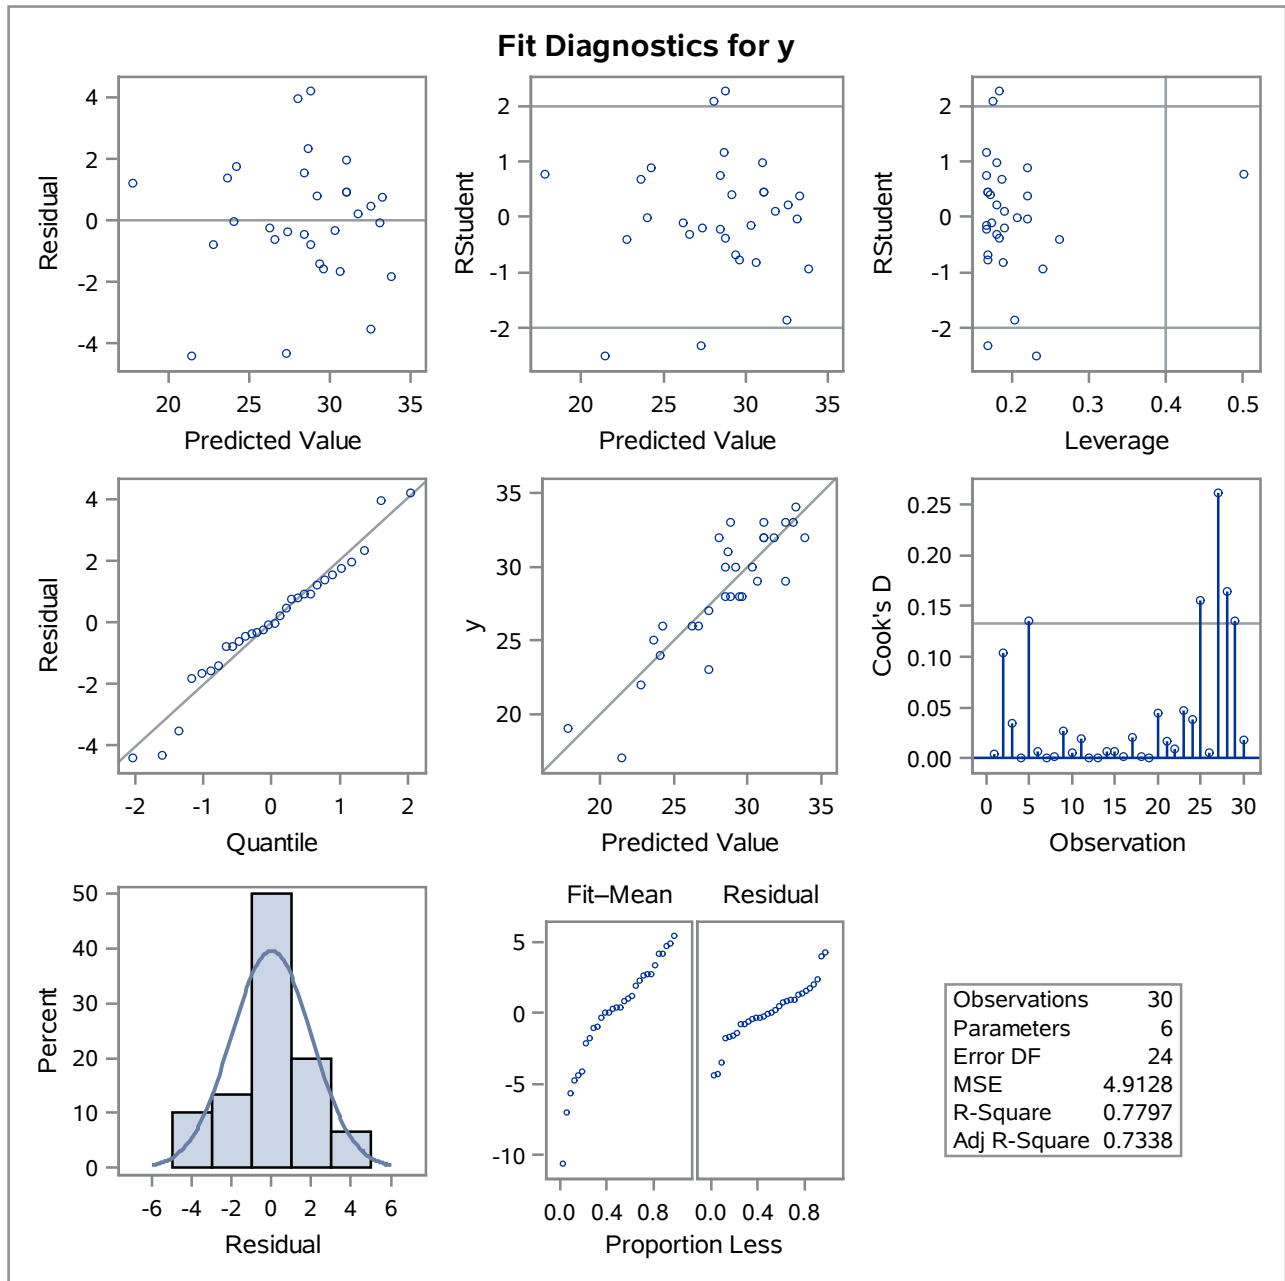 Fit Diagnostics for y
4
2
0
-2
-4
Residual
20 25 30 35
Predicted Value
2
1
0
-1
-2
RStudent
20 25 30 35
Predicted Value
2
1
0
-1
-2
RStudent
0.2 0.3 0.4 0.5
Leverage
4
2
0
-2
-4
Residual
-2 -1 0 1 2
Quantile
35
30
25
20
y
20 25 30 35
Predicted Value
0.25
0.20
0.15
0.10
0.05
0.00
Cook's D
0 5 10 15 20 25 30
Observation
50
40
30
20
10
0
Percent
-6 -4 -2 0 2 4 6
Residual
Fit–Mean Residual
5
0
-5
-10
0.0 0.4 0.8 0.0 0.4 0.8
Proportion Less
Observations 30
Parameters 6
Error DF 24
MSE 4.9128
R-Square 0.7797
Adj R-Square 0.7338